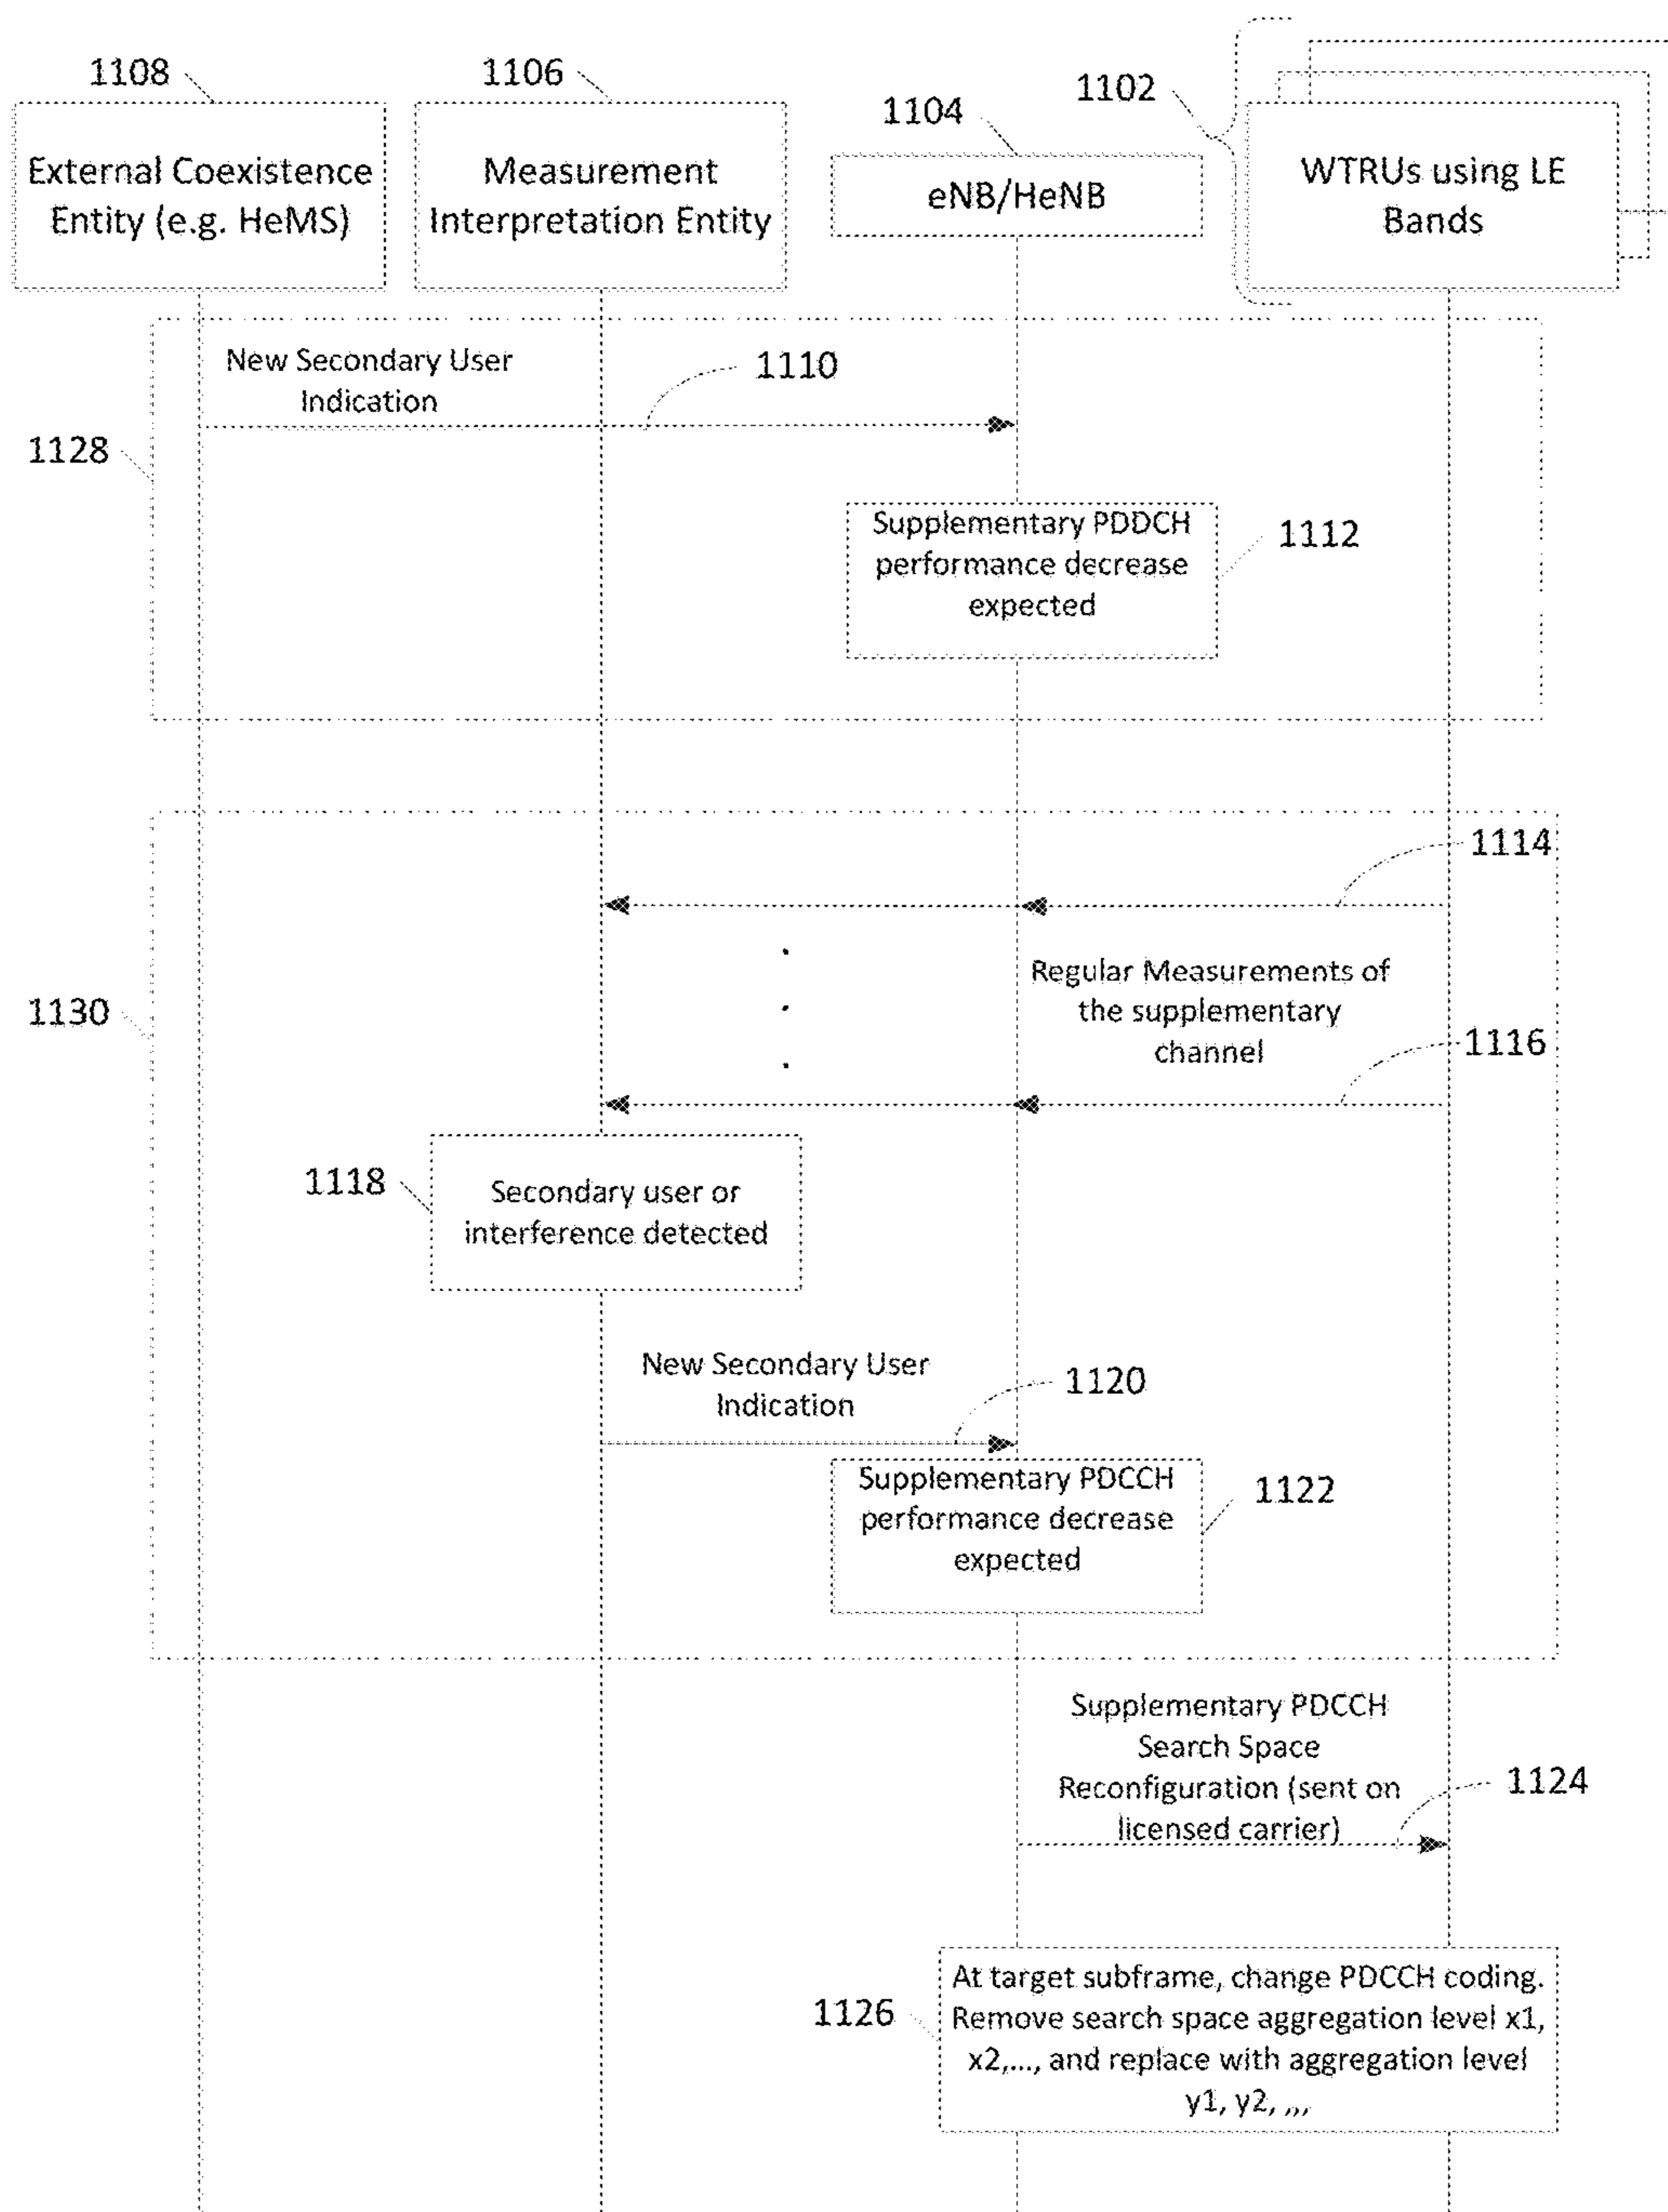 1108
1106
1104
1102
External Coexistence
Entity (e.g. HeMS)
Measurement
Interpretation Entity
eNB/HeNB
WTRUs using LE
Bands
New Secondary User
Indication
1110
1128
Supplementary PDDCH
performance decrease
expected
1112
1114
Regular Measurements of
the supplementary
channel
1130
1116
1118
Secondary user or
interference detected
New Secondary User
Indication
1120
Supplementary PDCCH
performance decrease
expected
1122
Supplementary PDCCH
Search Space
Reconfiguration (sent on
licensed carrier)
1124
At target subframe, change PDCCH coding.
Remove search space aggregation level x1,
x2,..., and replace with aggregation level
y1, y2, ,,,
1126